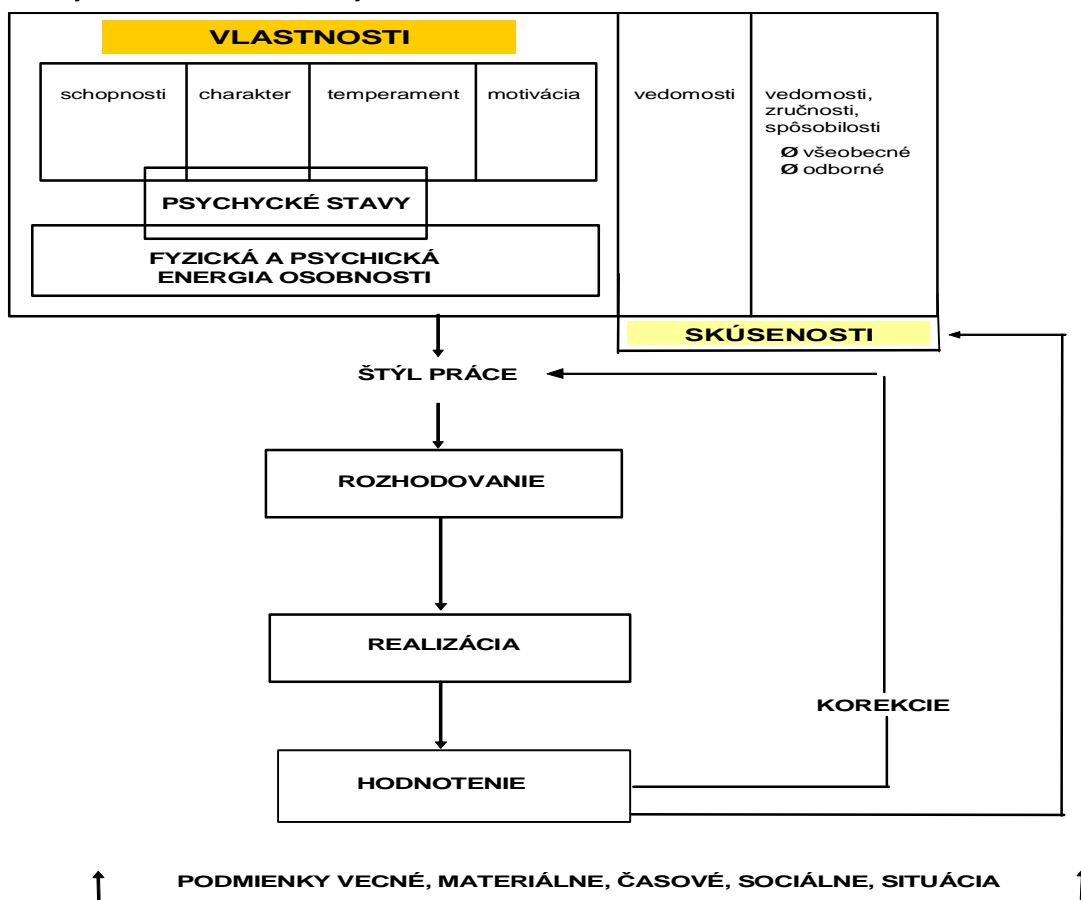 VLASTNOSTI
schopnosti
charakter
temperament
motivácia
vedomosti
vedomosti,
zručnosti,
spôsobilosti
Ø všeobecné
Ø odborné
PSYCHYCKÉ STAVY
FYZICKÁ A PSYCHICKÁ
ENERGIA OSOBNOSTI
SKÚSENOSTI
ŠTÝL PRÁCE
ROZHODOVANIE
REALIZÁCIA
KOREKCIE
HODNOTENIE
PODMIENKY VECNÉ, MATERIÁLNE, ČASOVÉ, SOCIÁLNE, SITUÁCIA